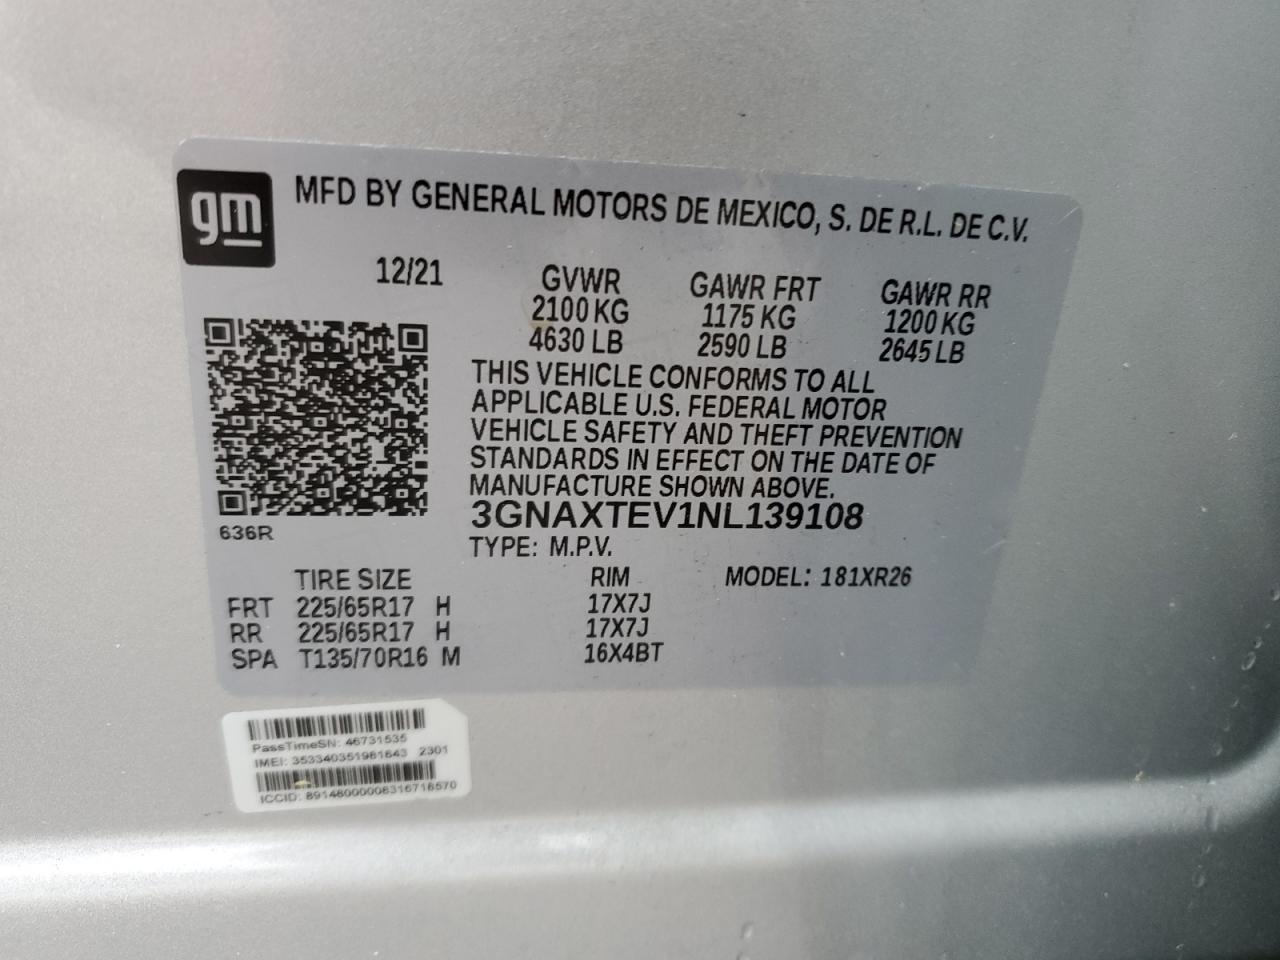 gm
MFD BY GENERAL MOTORS DE MEXICO, S. DE R.L. DE C.V.
12/21 GVWR GAWR FRT GAWR RR
2100 KG 1175 KG 1200 KG
4630 LB 2590 LB 2645 LB
THIS VEHICLE CONFORMS TO ALL
APPLICABLE U.S. FEDERAL MOTOR
VEHICLE SAFETY AND THEFT PREVENTION
STANDARDS IN EFFECT ON THE DATE OF
MANUFACTURE SHOWN ABOVE.
3GNAXTEV1NL139108
636R
TYPE: M.P.V.
TIRE SIZE RIM MODEL: 181XR26
FRT 225/65R17 H 17X7J
RR 225/65R17 H 17X7J
SPA T135/70R16 M 16X4BT
PassTimeSN: 46731535
IMEI: 353340351981643 2301
ICCID: 89148000008316718570